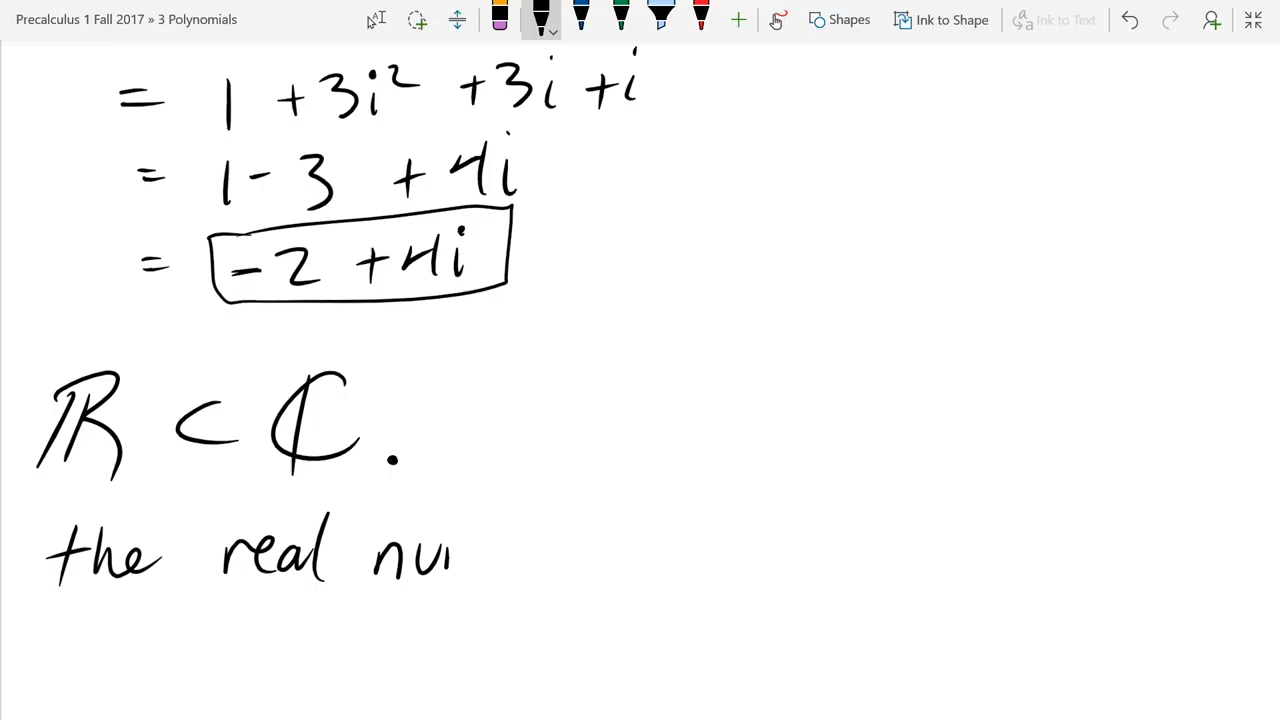 Precalculus 1 Fall 2017 » 3 Polynomials
Shapes
Ink to Shape
Ink to Text
= 1 + 3i² + 3i + i
= 1 - 3 + 4i
= -2 + 4i
ℝ ⊂ ℂ.
the real nu